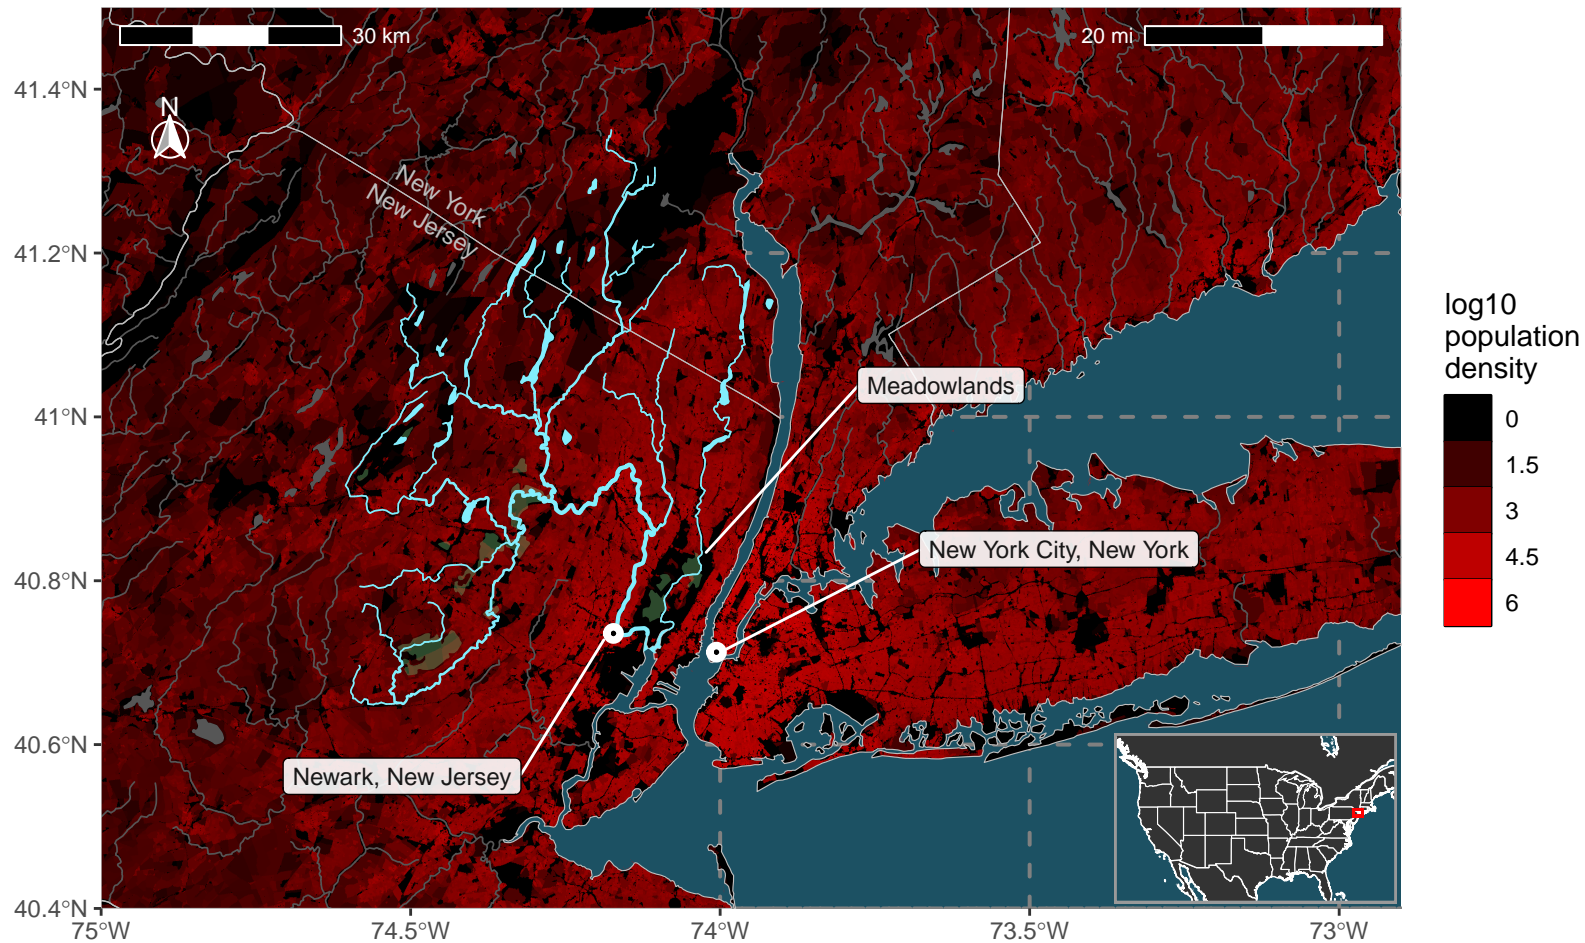 30 km
20 mi
41.4°N
N
New York
New Jersey
41.2°N
log10
population
density
Meadowlands
41°N
0
1.5
3
4.5
6
New York City, New York
40.8°N
Newark, New Jersey
40.6°N
40.4°N
75°W
74.5°W
74°W
73.5°W
73°W